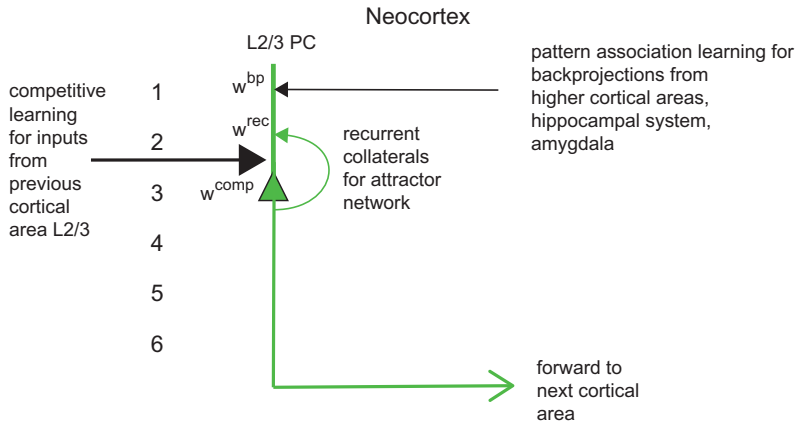 Neocortex
L2/3 PC
competitive
learning
for inputs
from
previous
cortical
area L2/3
1
2
3
4
5
6
w^bp
w^rec
w^comp
recurrent
collaterals
for attractor
network
pattern association learning for
backprojections from
higher cortical areas,
hippocampal system,
amygdala
forward to
next cortical
area